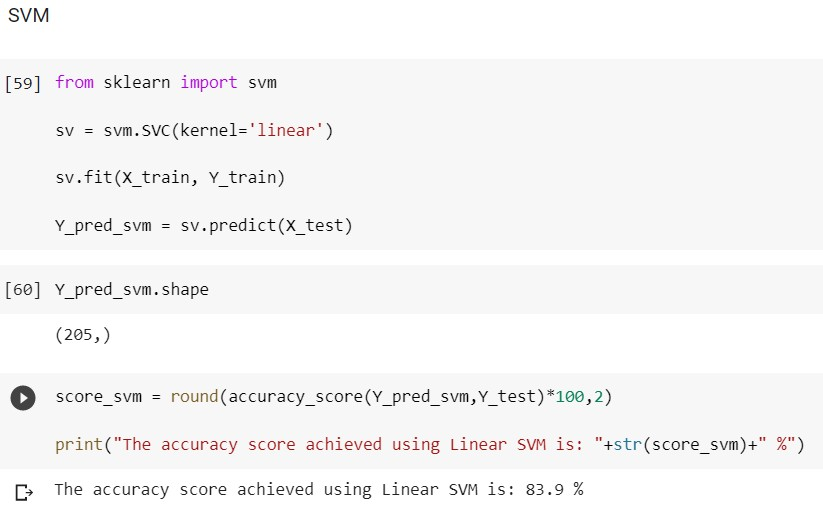 SVM
[59] from sklearn import svm
sv = svm.SVC(kernel='linear')
sv.fit(X_train, Y_train)
Y_pred_svm = sv.predict(X_test)
[60] Y_pred_svm.shape
(205,)
score_svm = round(accuracy_score(Y_pred_svm,Y_test)*100,2)
print("The accuracy score achieved using Linear SVM is: "+str(score_svm)+" %")
The accuracy score achieved using Linear SVM is: 83.9 %